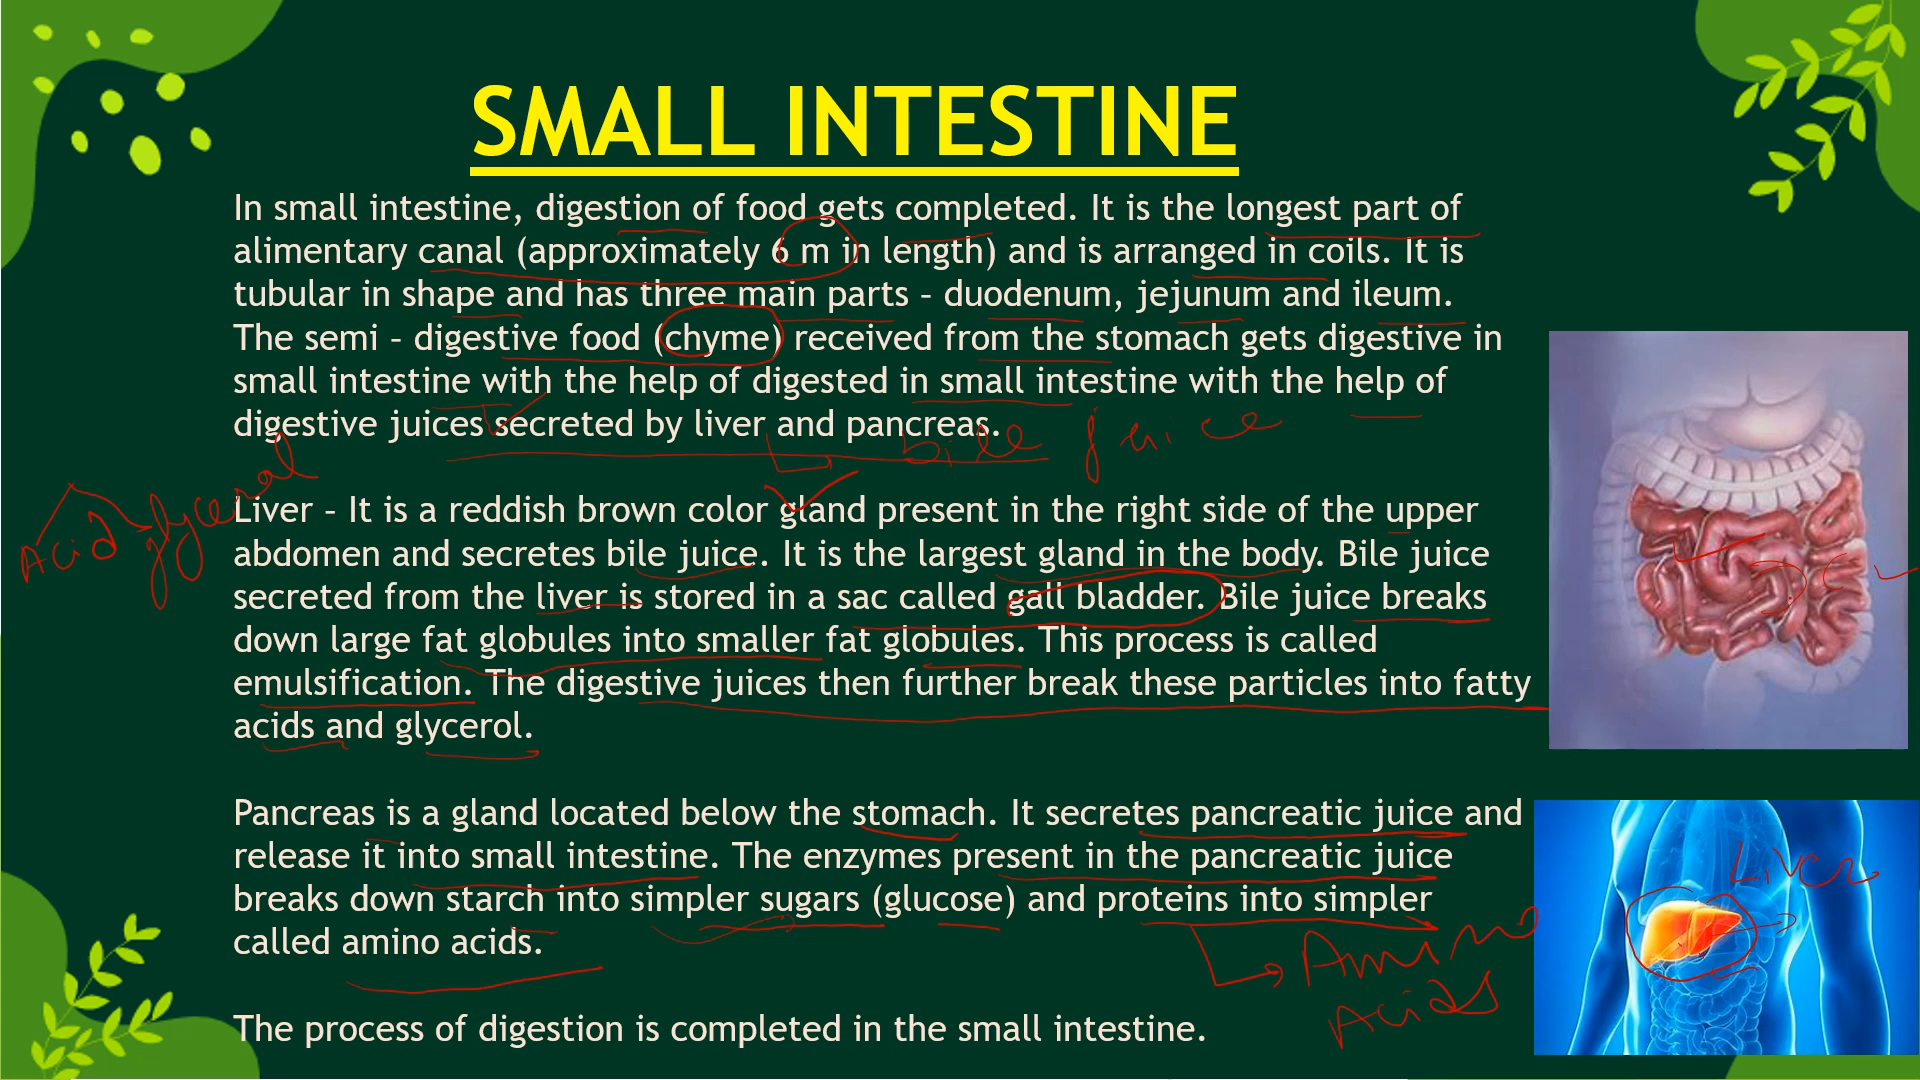 SMALL INTESTINE
In small intestine, digestion of food gets completed. It is the longest part of
alimentary canal (approximately 6 m in length) and is arranged in coils. It is
tubular in shape and has three main parts – duodenum, jejunum and ileum.
The semi – digestive food (chyme) received from the stomach gets digestive in
small intestine with the help of digested in small intestine with the help of
digestive juices secreted by liver and pancreas.
bile juice
Acid glycerol
Liver – It is a reddish brown color gland present in the right side of the upper
abdomen and secretes bile juice. It is the largest gland in the body. Bile juice
secreted from the liver is stored in a sac called gall bladder. Bile juice breaks
down large fat globules into smaller fat globules. This process is called
emulsification. The digestive juices then further break these particles into fatty
acids and glycerol.
Pancreas is a gland located below the stomach. It secretes pancreatic juice and
release it into small intestine. The enzymes present in the pancreatic juice
breaks down starch into simpler sugars (glucose) and proteins into simpler
called amino acids.
Liver
Amino
Acids
The process of digestion is completed in the small intestine.